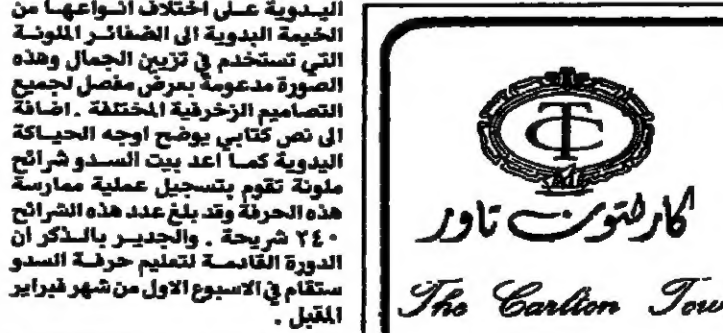 اليدوية على اختلاف انواعها من
الخيمة البدوية الى الضفائر الملونة
التي تستخدم في تزيين الجمال وهذه
الصورة مدعومة بعرض مفصل لجميع
التصاميم الزخرفية المختلفة . اضافة
الى نص كتابي يوضح اوجه الحياكة
اليدوية كما اعد بيت السدو شرائح
ملونة تقوم بتسجيل عملية ممارسة
هذه الحرفة وقد بلغ عدد هذه الشرائح
٢٤٠ شريحة . والجدير بالذكر ان
الدورة القادمة لتعليم حرفة السدو
ستقام في الاسبوع الاول من شهر فبراير
المقبل .
TC
كارلتون تاور
The Carlton Tow